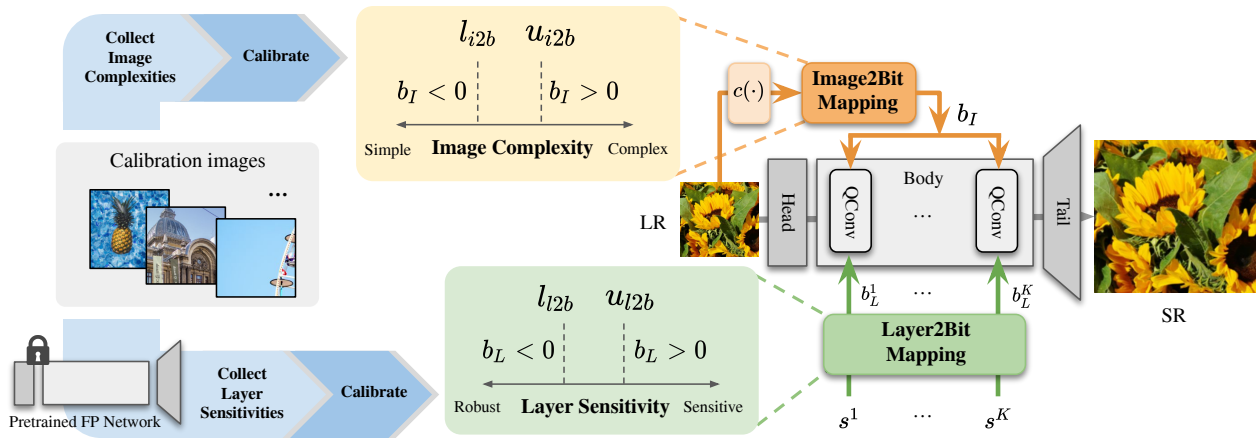 Collect
Image
Complexities
Calibrate
l_{i2b} u_{i2b}
b_I < 0 b_I > 0
Simple Image Complexity Complex
c(·)
Image2Bit
Mapping
b_I
Calibration images
...
LR
Head
QConv
Body
...
QConv
Tail
SR
b_L^1 ... b_L^K
Layer2Bit
Mapping
s^1 ... s^K
l_{l2b} u_{l2b}
b_L < 0 b_L > 0
Robust Layer Sensitivity Sensitive
Collect
Layer
Sensitivities
Calibrate
Pretrained FP Network